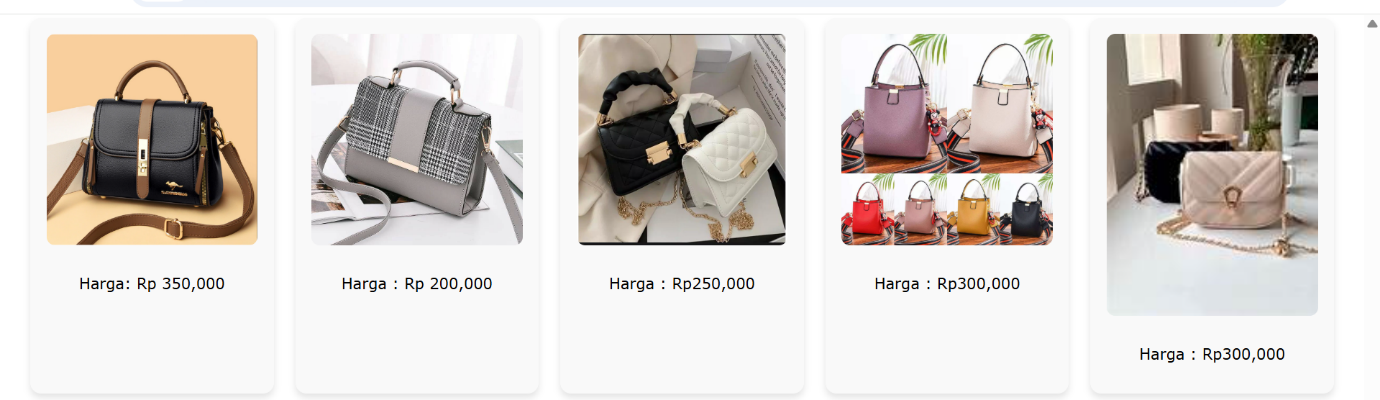 Harga: Rp 350,000
Harga : Rp 200,000
Harga : Rp250,000
Harga : Rp300,000
Harga : Rp300,000